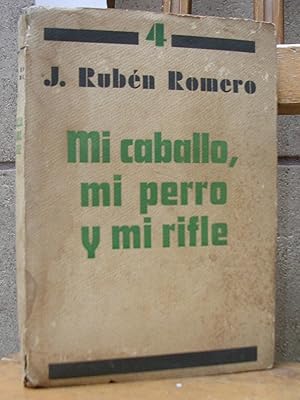 4
J. Rubén Romero
Mi caballo,
mi perro
y mi rifle